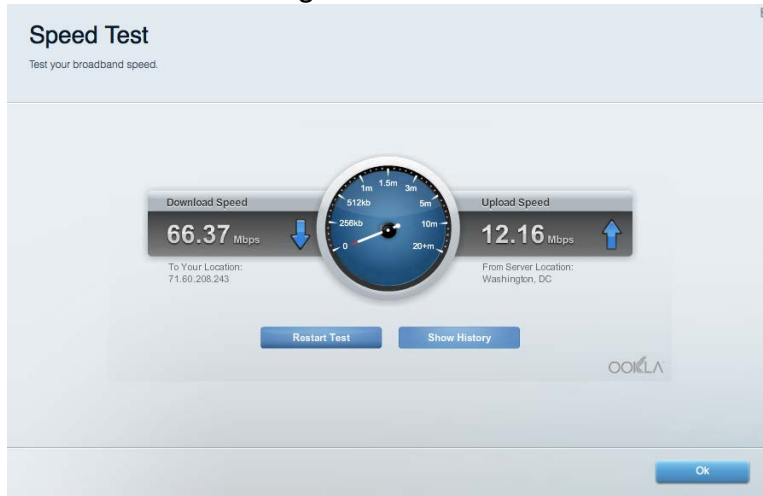 Speed Test
Test your broadband speed.
Download Speed
66.37 Mbps
To Your Location:
71.60.208.243
0
256kb
512kb
1m
1.5m
3m
5m
10m
20+m
Upload Speed
12.16 Mbps
From Server Location:
Washington, DC
Restart Test
Show History
OOKLA
Ok